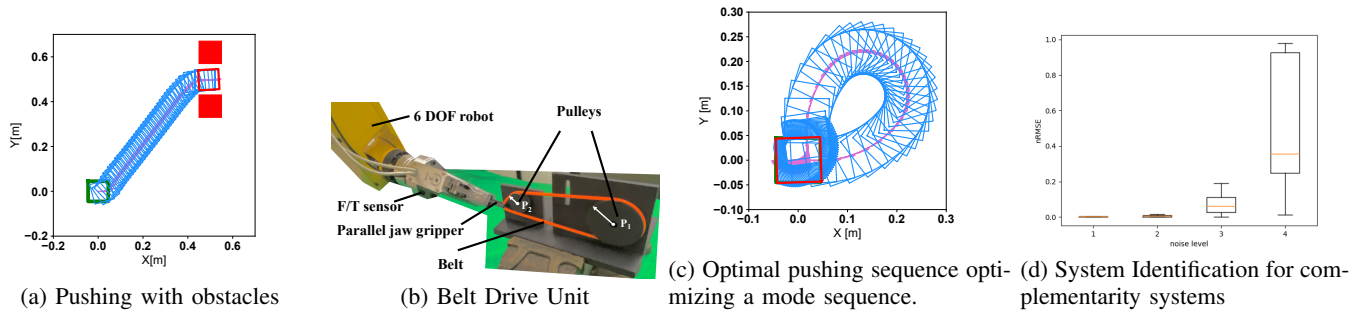 0.6
0.4
0.2
0.0
−0.2
Y[m]
−0.2 0.0 0.2 0.4 0.6
X[m]
(a) Pushing with obstacles
6 DOF robot
Pulleys
P2
P1
F/T sensor
Parallel jaw gripper
Belt
(b) Belt Drive Unit
0.30
0.25
0.20
0.15
0.10
0.05
0.00
−0.05
−0.10
Y [m]
−0.1 0.0 0.1 0.2 0.3
X [m]
(c) Optimal pushing sequence opti-
mizing a mode sequence.
1.0
0.8
0.6
0.4
0.2
0.0
nRMSE
1 2 3 4
noise level
(d) System Identification for com-
plementarity systems